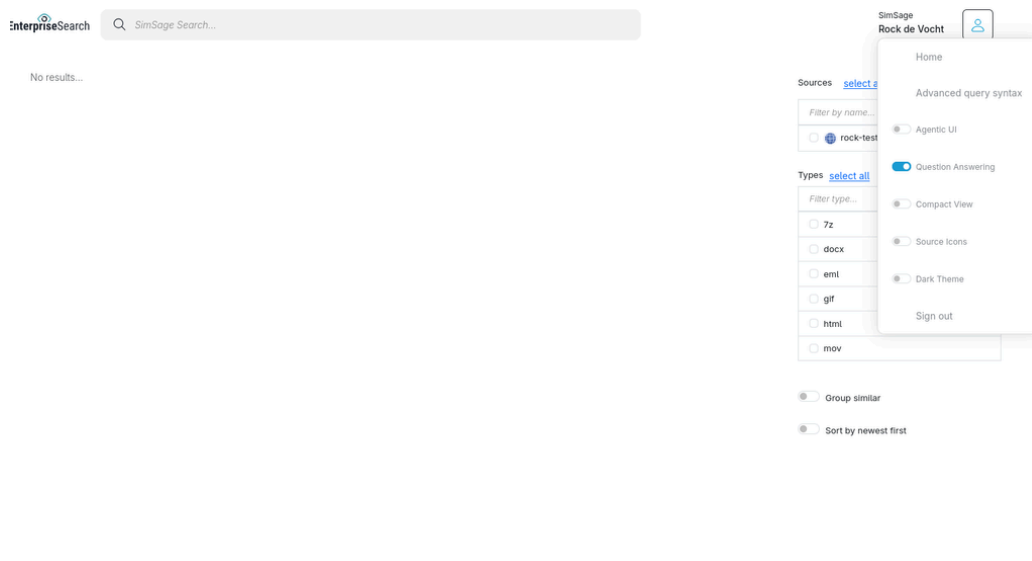 EnterpriseSearch
SimSage Search...
SimSage
Rock de Vocht
No results...
Home
Advanced query syntax
Agentic UI
Question Answering
Compact View
Source Icons
Dark Theme
Sign out
Sources select a
Filter by name...
rock-test
Types select all
Filter type...
7z
docx
eml
gif
html
mov
Group similar
Sort by newest first